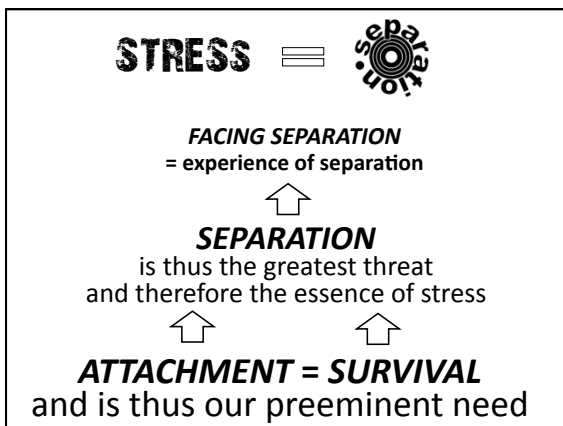 STRESS = separation
FACING SEPARATION
= experience of separation
SEPARATION
is thus the greatest threat
and therefore the essence of stress
ATTACHMENT = SURVIVAL
and is thus our preeminent need